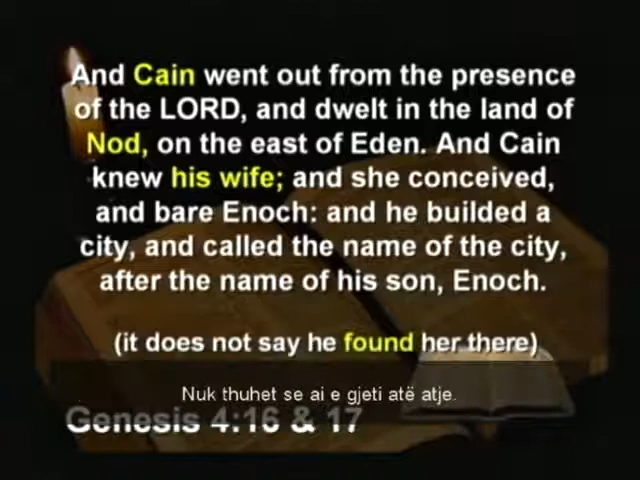 And Cain went out from the presence
of the LORD, and dwelt in the land of
Nod, on the east of Eden. And Cain
knew his wife; and she conceived,
and bare Enoch: and he builded a
city, and called the name of the city,
after the name of his son, Enoch.
(it does not say he found her there)
Nuk thuhet se ai e gjeti atë atje.
Genesis 4:16 & 17